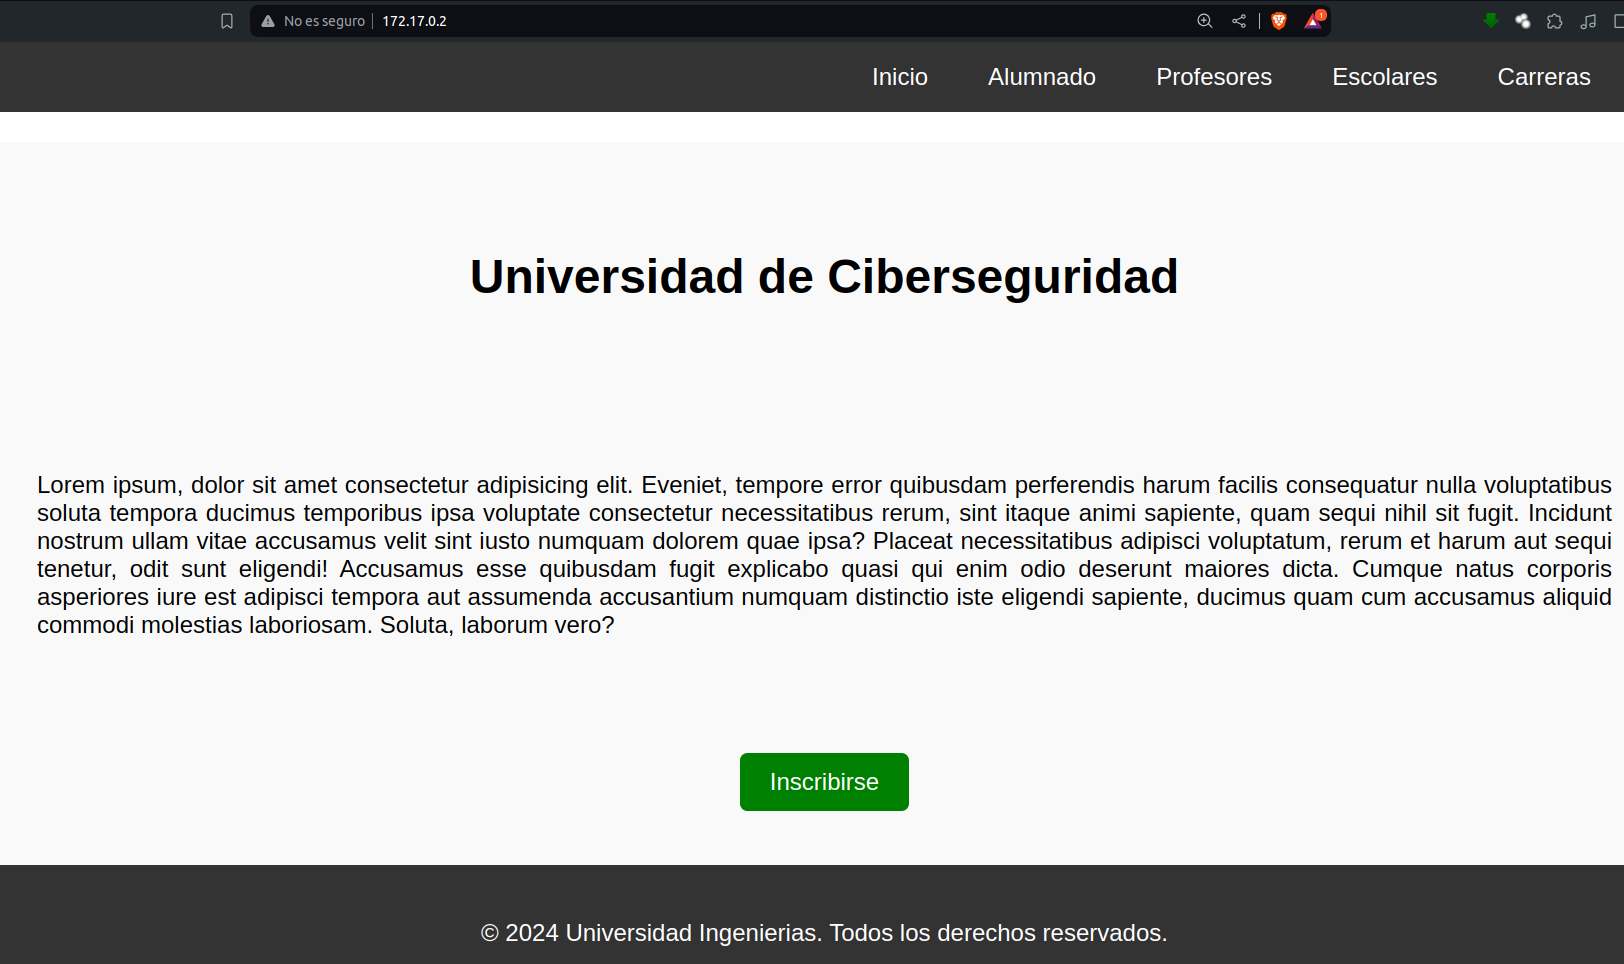 No es seguro 172.17.0.2
1
Inicio Alumnado Profesores Escolares Carreras
Universidad de Ciberseguridad
Lorem ipsum, dolor sit amet consectetur adipisicing elit. Eveniet, tempore error quibusdam perferendis harum facilis consequatur nulla voluptatibus
soluta tempora ducimus temporibus ipsa voluptate consectetur necessitatibus rerum, sint itaque animi sapiente, quam sequi nihil sit fugit. Incidunt
nostrum ullam vitae accusamus velit sint iusto numquam dolorem quae ipsa? Placeat necessitatibus adipisci voluptatum, rerum et harum aut sequi
tenetur, odit sunt eligendi! Accusamus esse quibusdam fugit explicabo quasi qui enim odio deserunt maiores dicta. Cumque natus corporis
asperiores iure est adipisci tempora aut assumenda accusantium numquam distinctio iste eligendi sapiente, ducimus quam cum accusamus aliquid
commodi molestias laboriosam. Soluta, laborum vero?
Inscribirse
© 2024 Universidad Ingenierias. Todos los derechos reservados.